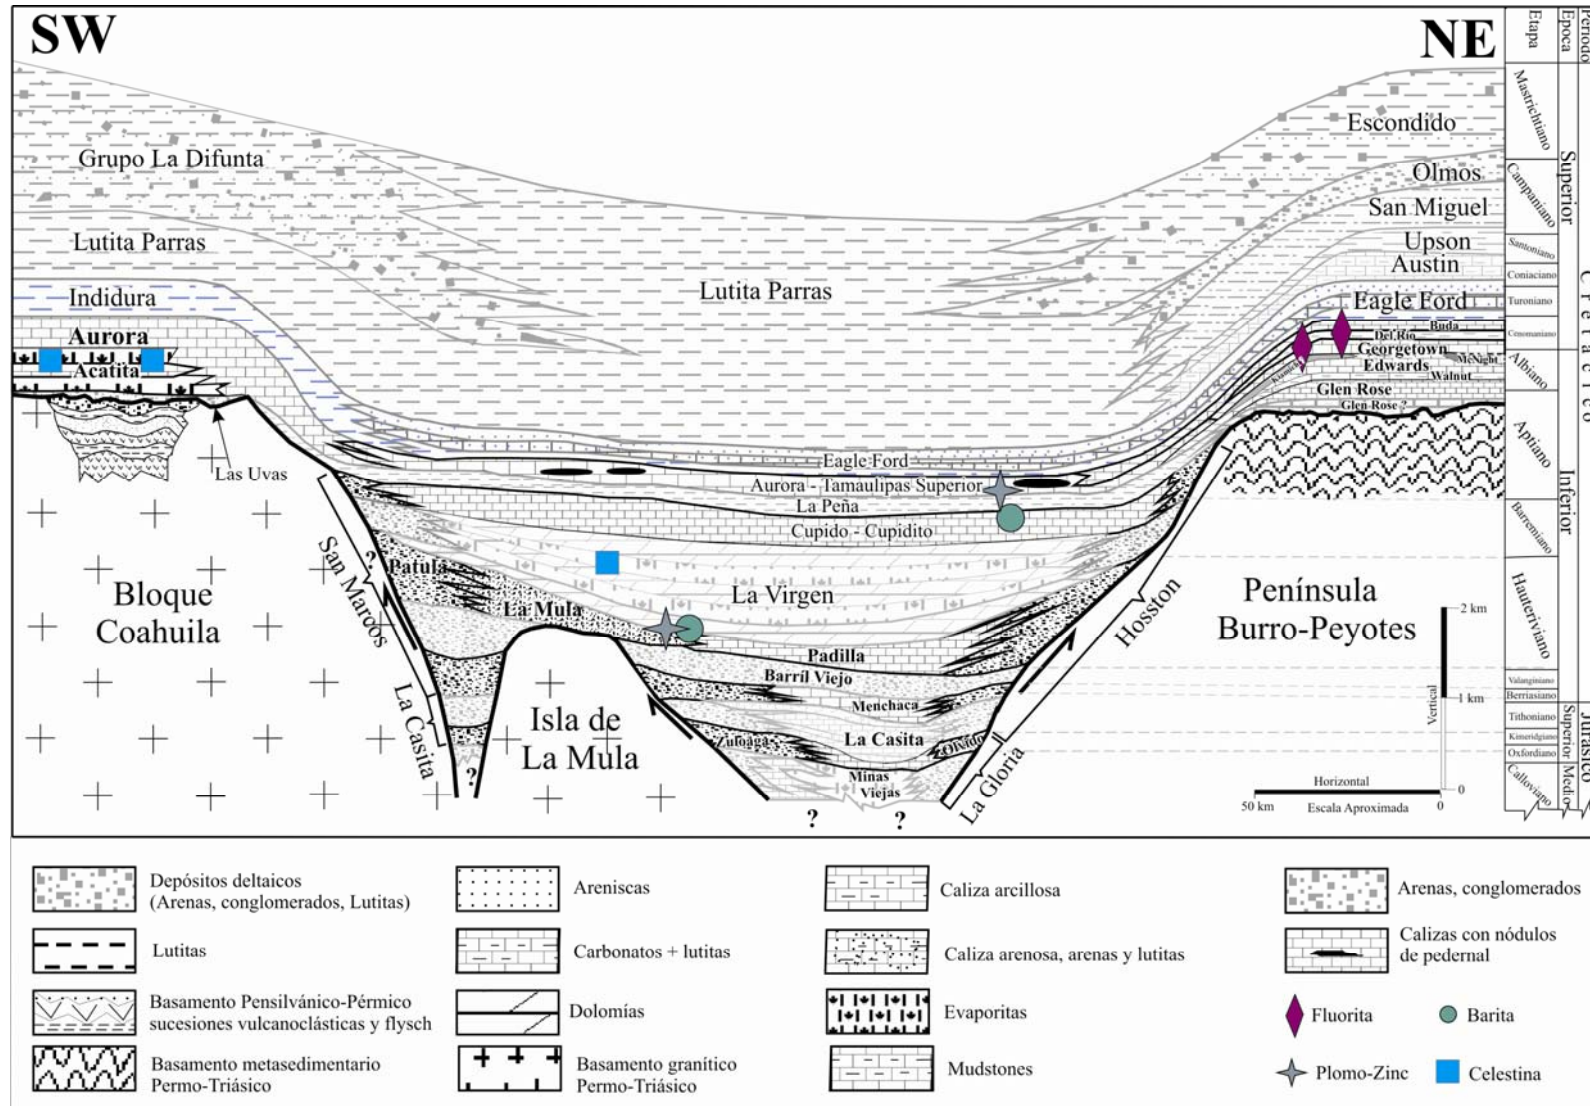 SW
NE
Etapa
Epoca
Período
Mastrichtiano
Campaniano
Santoniano
Coniaciano
Turoniano
Cenomaniano
Albiano
Aptiano
Barremiano
Hauteriviano
Valanginiano
Berriasiano
Tithoniano
Kimeridgiano
Oxfordiano
Calloviano
Superior
Inferior
Superior
Medio
Cretacico
Jurásico
Grupo La Difunta
Lutita Parras
Indidura
Aurora
Acatita
Las Uvas
Escondido
Olmos
San Miguel
Upson
Austin
Eagle Ford
Buda
Del Rio
Georgetown
McNight
Edwards
Walnut
Glen Rose
Glen Rose ?
Lutita Parras
Eagle Ford
Aurora - Tamaulipas Superior
La Peña
Cupido - Cupidito
La Virgen
Patula
La Mula
Padilla
Barríl Viejo
Menchaca
La Casita
Zuloaga
Olvido
Minas
Viejas
?
San Marcos
La Casita
?
Hosston
La Gloria
? ?
Bloque
Coahuila
Isla de
La Mula
Península
Burro-Peyotes
2 km
1 km
0
Vertical
Horizontal
50 km
Escala Aproximada
0
Depósitos deltaicos
(Arenas, conglomerados, Lutitas)
Areniscas
Caliza arcillosa
Arenas, conglomerados
Lutitas
Carbonatos + lutitas
Caliza arenosa, arenas y lutitas
Calizas con nódulos
de pedernal
Basamento Pensilvánico-Pérmico
sucesiones vulcanoclásticas y flysch
Dolomías
Evaporitas
Fluorita
Barita
Basamento metasedimentario
Permo-Triásico
Basamento granítico
Permo-Triásico
Mudstones
Plomo-Zinc
Celestina